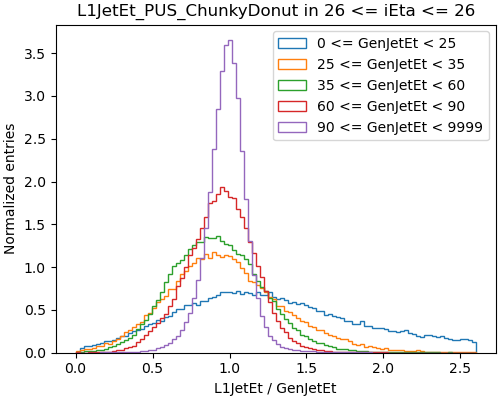 L1JetEt_PUS_ChunkyDonut in 26 <= iEta <= 26
0 <= GenJetEt < 25
25 <= GenJetEt < 35
35 <= GenJetEt < 60
60 <= GenJetEt < 90
90 <= GenJetEt < 9999
Normalized entries
3.5
3.0
2.5
2.0
1.5
1.0
0.5
0.0
0.0 0.5 1.0 1.5 2.0 2.5
L1JetEt / GenJetEt